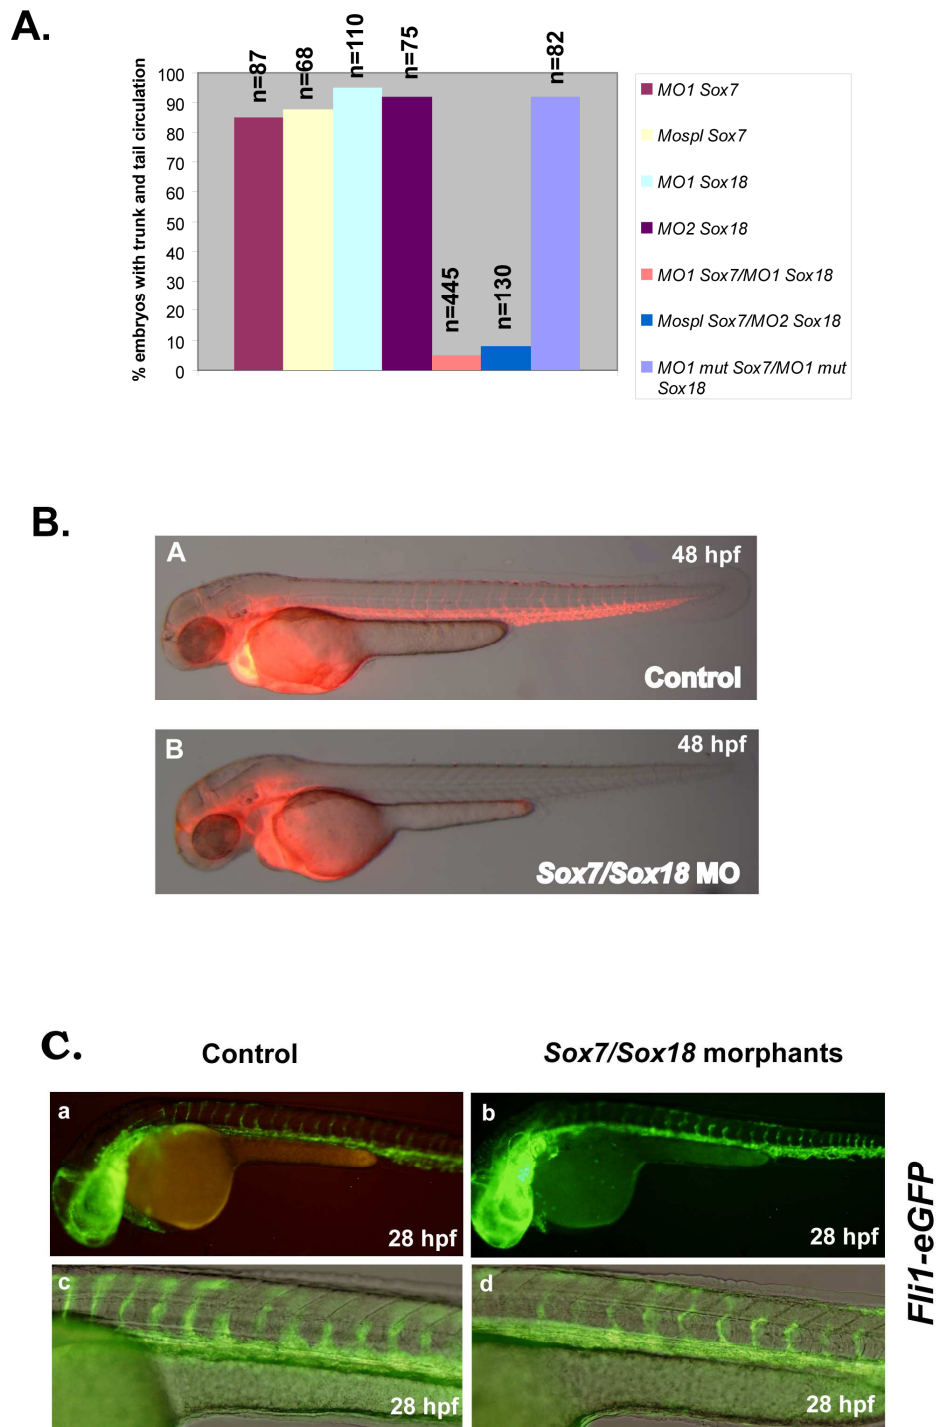 A.
% embryos with trunk and tail circulation
100
90
80
70
60
50
40
30
20
10
0
n=87
n=68
n=110
n=75
n=445
n=130
n=82
MO1 Sox7
Mospl Sox7
MO1 Sox18
MO2 Sox18
MO1 Sox7/MO1 Sox18
Mospl Sox7/MO2 Sox18
MO1 mut Sox7/MO1 mut
Sox18
B.
A
48 hpf
Control
B
48 hpf
Sox7/Sox18 MO
C.
Control
Sox7/Sox18 morphants
a
28 hpf
b
28 hpf
c
28 hpf
d
28 hpf
Fli1-eGFP